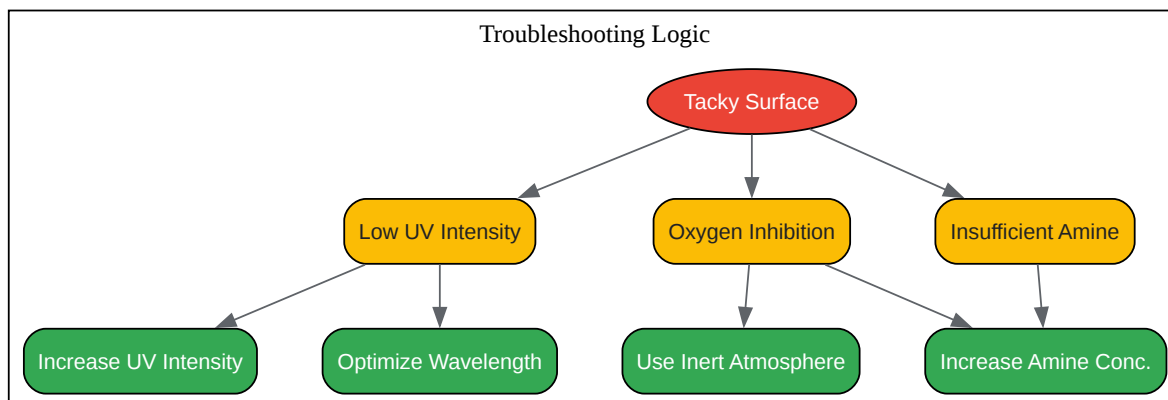 Troubleshooting Logic
Tacky Surface
Low UV Intensity
Oxygen Inhibition
Insufficient Amine
Increase UV Intensity
Optimize Wavelength
Use Inert Atmosphere
Increase Amine Conc.